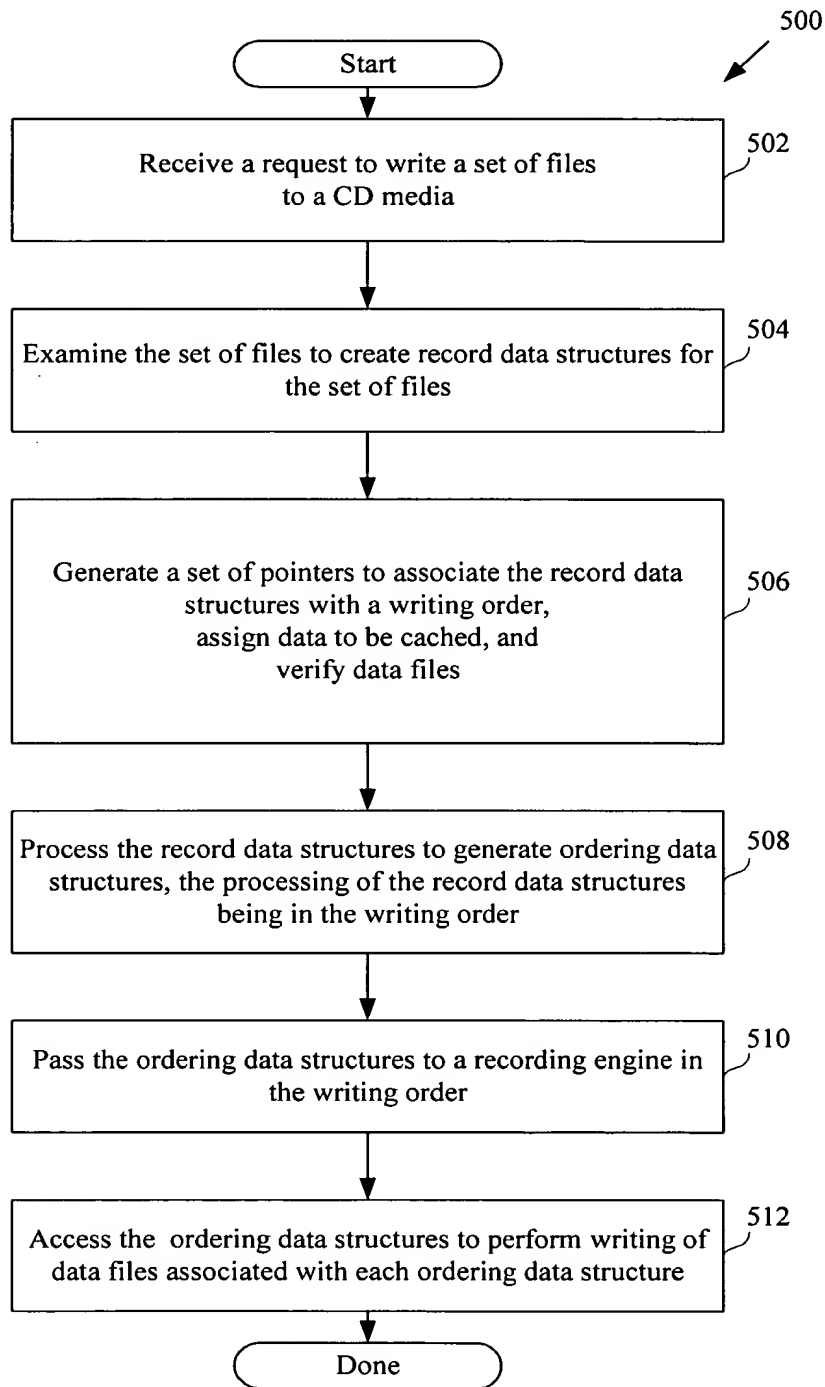 500
Start
502
Receive a request to write a set of files
to a CD media
504
Examine the set of files to create record data structures for
the set of files
506
Generate a set of pointers to associate the record data
structures with a writing order,
assign data to be cached, and
verify data files
508
Process the record data structures to generate ordering data
structures, the processing of the record data structures
being in the writing order
510
Pass the ordering data structures to a recording engine in
the writing order
512
Access the ordering data structures to perform writing of
data files associated with each ordering data structure
Done